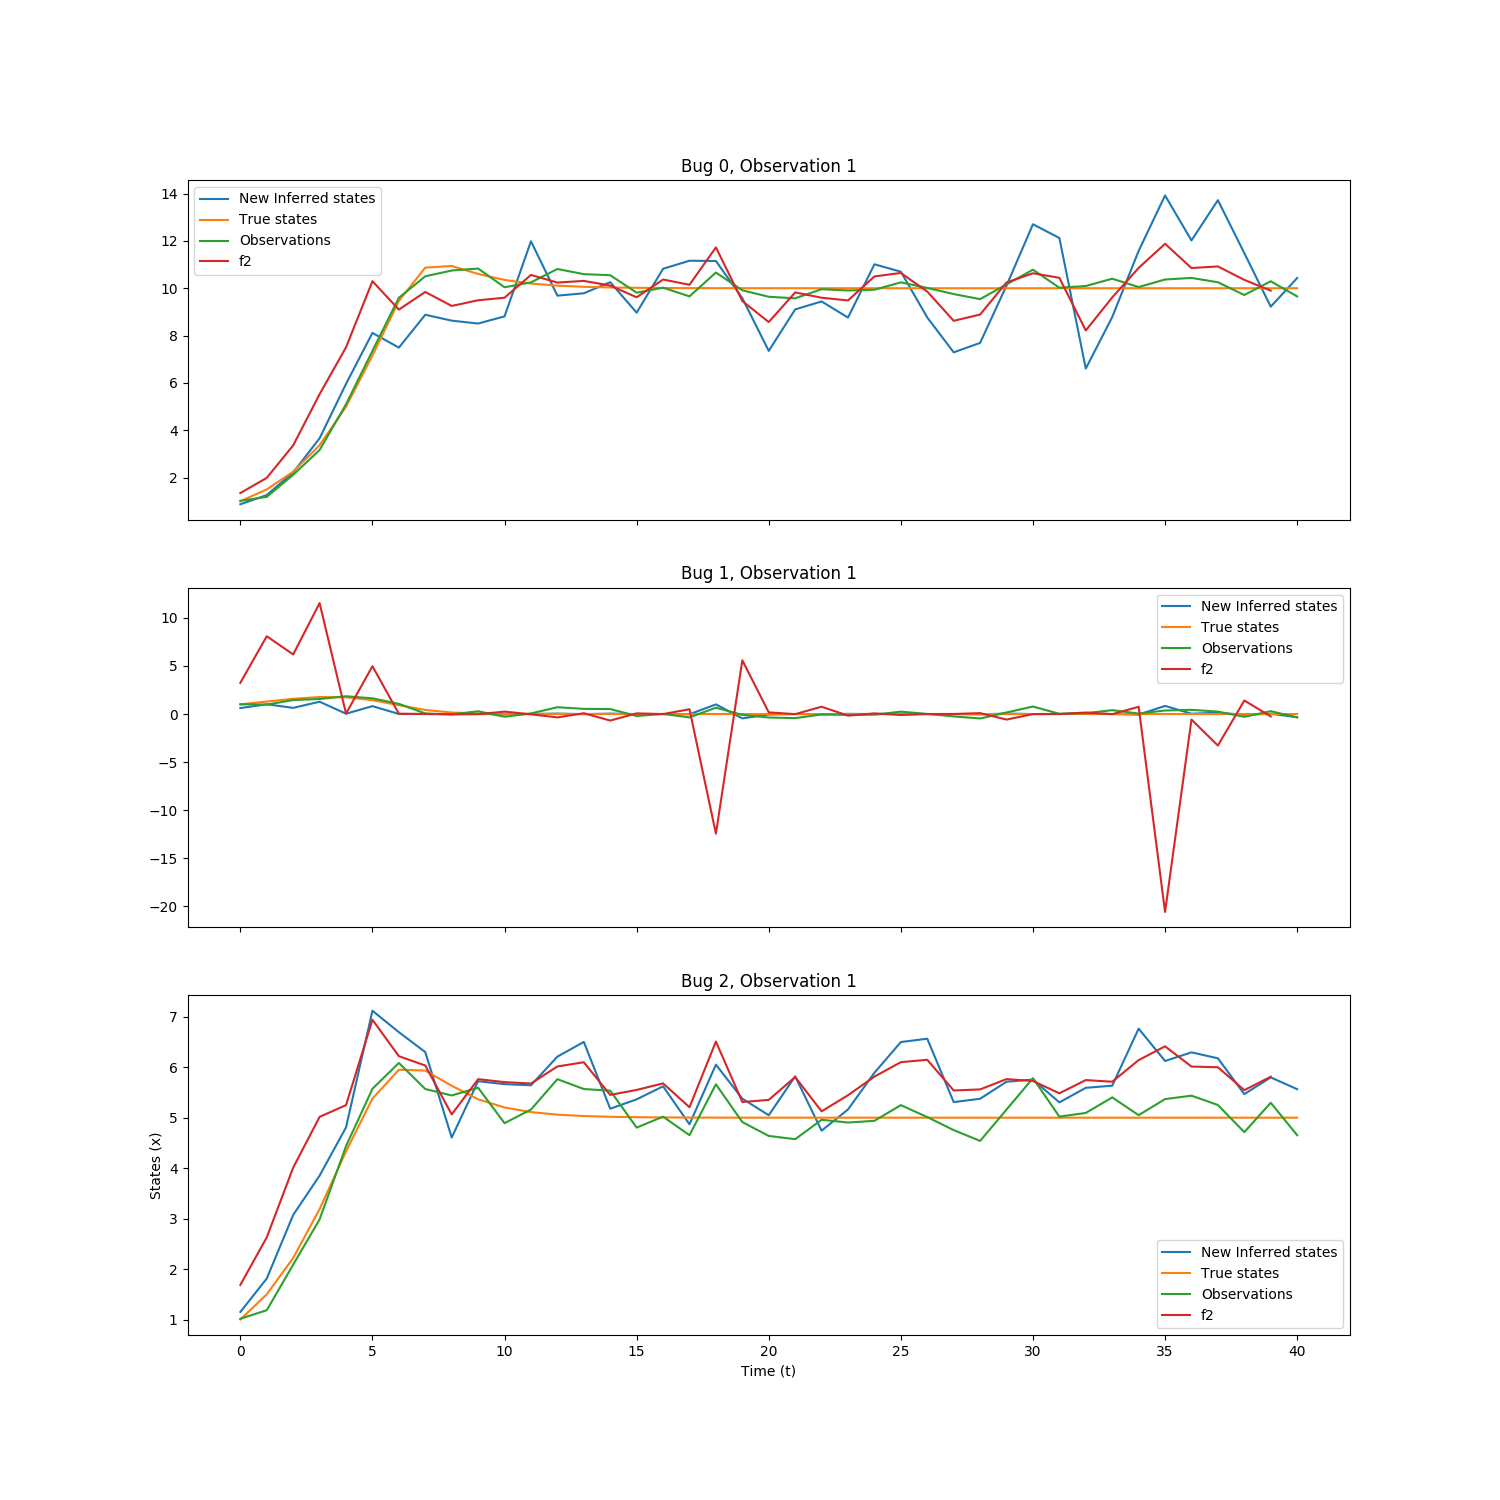 Bug 0, Observation 1
14
12
10
8
6
4
2
New Inferred states
True states
Observations
f2
Bug 1, Observation 1
10
5
0
−5
−10
−15
−20
New Inferred states
True states
Observations
f2
Bug 2, Observation 1
7
6
5
4
3
2
1
States (x)
New Inferred states
True states
Observations
f2
0 5 10 15 20 25 30 35 40
Time (t)